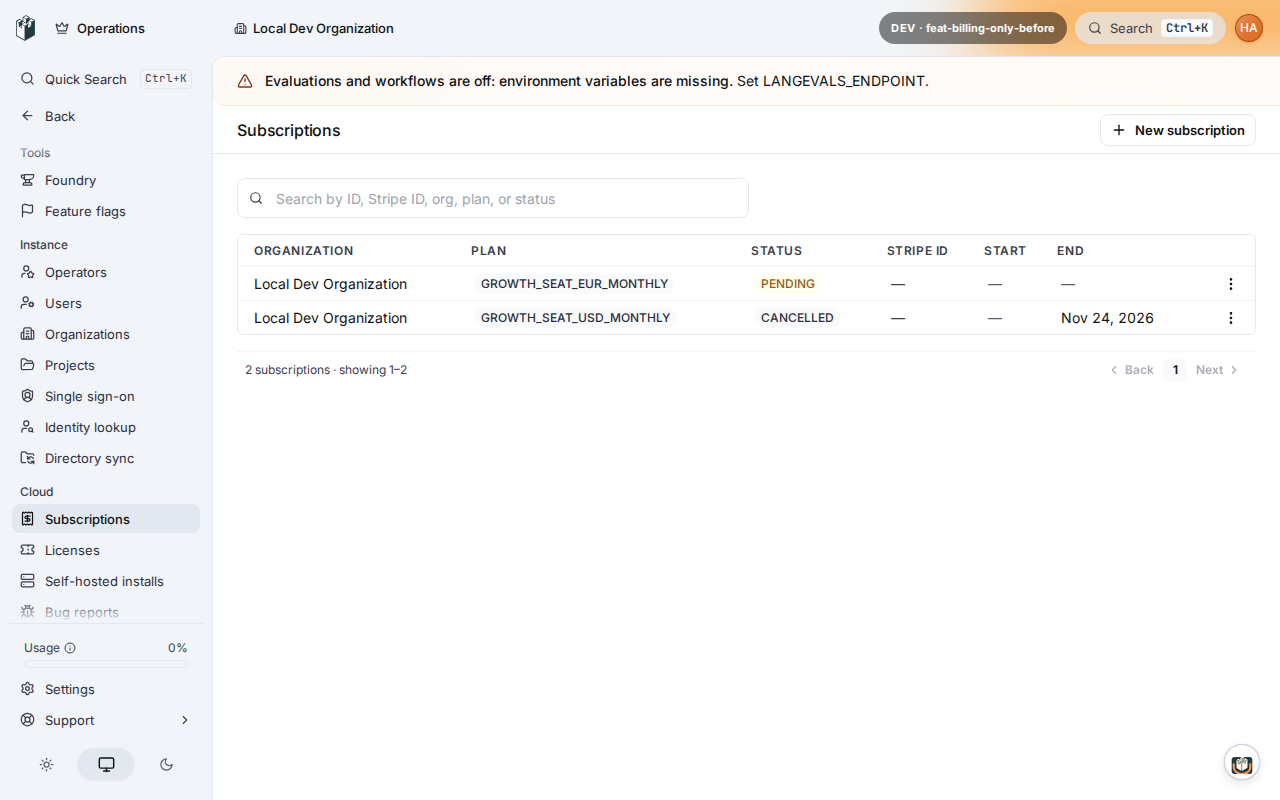 Operations
Local Dev Organization
DEV · feat-billing-only-before
Search Ctrl+K
HA
Quick Search Ctrl+K
Back
Tools
Foundry
Feature flags
Instance
Operators
Users
Organizations
Projects
Single sign-on
Identity lookup
Directory sync
Cloud
Subscriptions
Licenses
Self-hosted installs
Bug reports
Usage 0%
Settings
Support
Evaluations and workflows are off: environment variables are missing. Set LANGEVALS_ENDPOINT.
Subscriptions
New subscription
Search by ID, Stripe ID, org, plan, or status
ORGANIZATION PLAN STATUS STRIPE ID START END
Local Dev Organization GROWTH_SEAT_EUR_MONTHLY PENDING — — —
Local Dev Organization GROWTH_SEAT_USD_MONTHLY CANCELLED — — Nov 24, 2026
2 subscriptions · showing 1–2
Back 1 Next